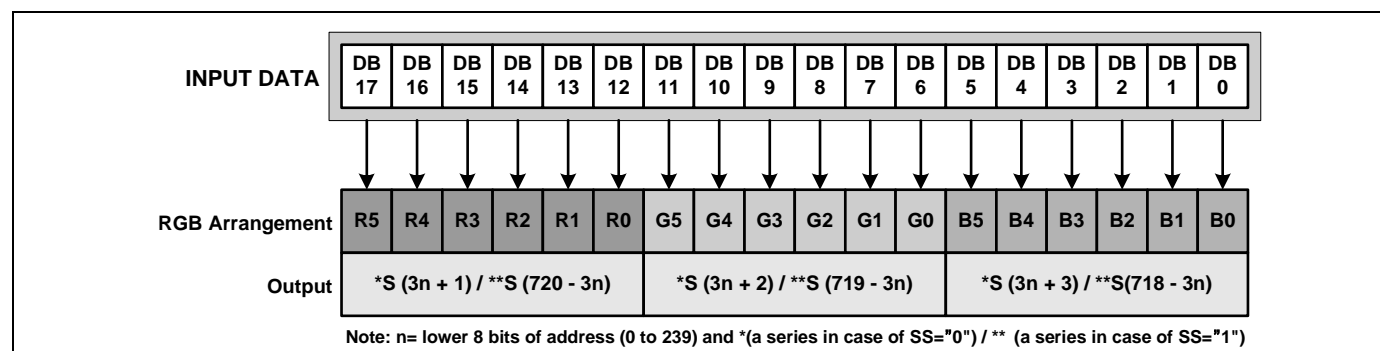 INPUT DATA
DB 17 DB 16 DB 15 DB 14 DB 13 DB 12 DB 11 DB 10 DB 9 DB 8 DB 7 DB 6 DB 5 DB 4 DB 3 DB 2 DB 1 DB 0
RGB Arrangement
R5 R4 R3 R2 R1 R0 G5 G4 G3 G2 G1 G0 B5 B4 B3 B2 B1 B0
Output
*S (3n + 1) / **S (720 - 3n) *S (3n + 2) / **S (719 - 3n) *S (3n + 3) / **S(718 - 3n)
Note: n= lower 8 bits of address (0 to 239) and *(a series in case of SS="0") / ** (a series in case of SS="1")